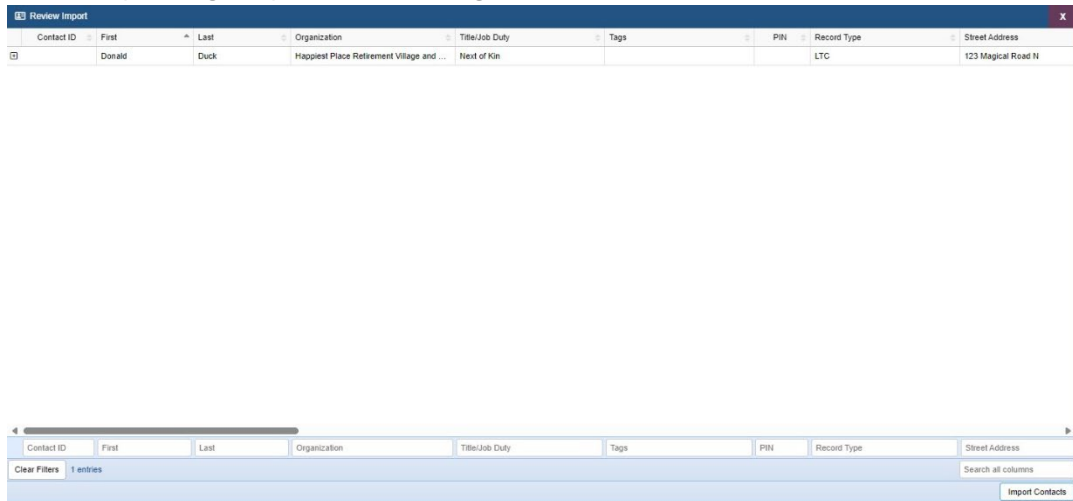 Review Import X
Contact ID First Last Organization Title/Job Duty Tags PIN Record Type Street Address
Donald Duck Happiest Place Retirement Village and ... Next of Kin LTC 123 Magical Road N
Contact ID First Last Organization Title/Job Duty Tags PIN Record Type Street Address
Clear Filters 1 entries Search all columns
Import Contacts